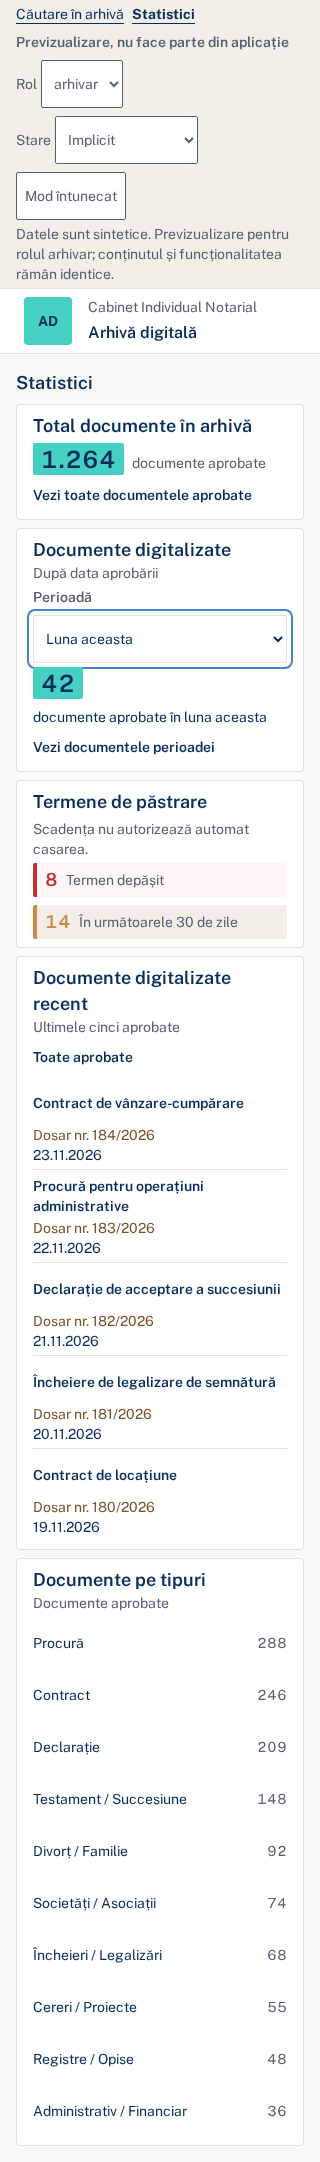 Căutare în arhivă Statistici
Previzualizare, nu face parte din aplicație
Rol arhivar
Stare Implicit
Mod întunecat
Datele sunt sintetice. Previzualizare pentru
rolul arhivar; conținutul și funcționalitatea
rămân identice.
AD
Cabinet Individual Notarial
Arhivă digitală
Statistici
Total documente în arhivă
1.264 documente aprobate
Vezi toate documentele aprobate
Documente digitalizate
După data aprobării
Perioadă
Luna aceasta
42
documente aprobate în luna aceasta
Vezi documentele perioadei
Termene de păstrare
Scadența nu autorizează automat
casarea.
8 Termen depășit
14 În următoarele 30 de zile
Documente digitalizate
recent
Ultimele cinci aprobate
Toate aprobate
Contract de vânzare-cumpărare
Dosar nr. 184/2026
23.11.2026
Procură pentru operațiuni
administrative
Dosar nr. 183/2026
22.11.2026
Declarație de acceptare a succesiunii
Dosar nr. 182/2026
21.11.2026
Încheiere de legalizare de semnătură
Dosar nr. 181/2026
20.11.2026
Contract de locațiune
Dosar nr. 180/2026
19.11.2026
Documente pe tipuri
Documente aprobate
Procură 288
Contract 246
Declarație 209
Testament / Succesiune 148
Divorț / Familie 92
Societăți / Asociații 74
Încheieri / Legalizări 68
Cereri / Proiecte 55
Registre / Opise 48
Administrativ / Financiar 36